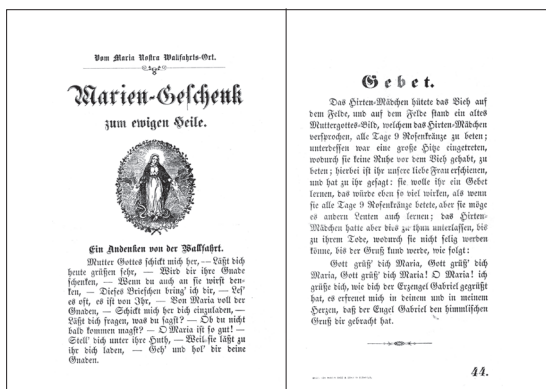 Vom Maria Rostra Wallfahrts-Ort.
Marien-Geschenk
zum ewigen Heile.
Ein Andenken von der Wallfahrt.
Mutter Gottes schickt mich her, — Läßt dich
heute grüßen sehr, — Wird dir ihre Gnade
schenken, — Wenn du auch an sie wirst den-
ken, — Dieses Briefchen bring' ich dir, — Les'
es oft, es ist von Ihr, — Von Maria voll der
Gnaden, — Schickt mich her dich einzuladen, —
Läßt dich fragen, was du sagst? — Ob du nicht
bald kommen magst? — O Maria ist so gut! —
Stell' dich unter ihre Huth, — Weil sie läßt zu
ihr dich laden, — Geh' und hol' dir deine
Gnaden.
Gebet.
Das Hirten-Mädchen hütete das Vieh auf
dem Felde, und auf dem Felde stand ein altes
Muttergottes-Bild, welchem das Hirten-Mädchen
versprochen, alle Tage 9 Rosenkränze zu beten;
unterdessen war eine große Hitze eingetreten,
wodurch sie keine Ruhe vor dem Vieh gehabt, zu
beten; hierbei ist ihr unsere liebe Frau erschienen,
und hat zu ihr gesagt: sie wolle ihr ein Gebet
lernen, das würde eben so viel wirken, als wenn
sie alle Tage 9 Rosenkränze betete, aber sie möge
es andern Leuten auch lernen; das Hirten-
Mädchen hatte aber dies zu thun unterlassen, bis
zu ihrem Tode, wodurch sie nicht selig werden
könne, bis der Gruß kund werde, wie folgt:
Gott grüß' dich Maria, Gott grüß' dich
Maria, Gott grüß' dich Maria! O Maria! ich
grüße dich, wie dich der Erzengel Gabriel gegrüßt
hat, es erfreuet mich in deinem und in meinem
Herzen, daß der Engel Gabriel den himmlischen
Gruß dir gebracht hat.
44.